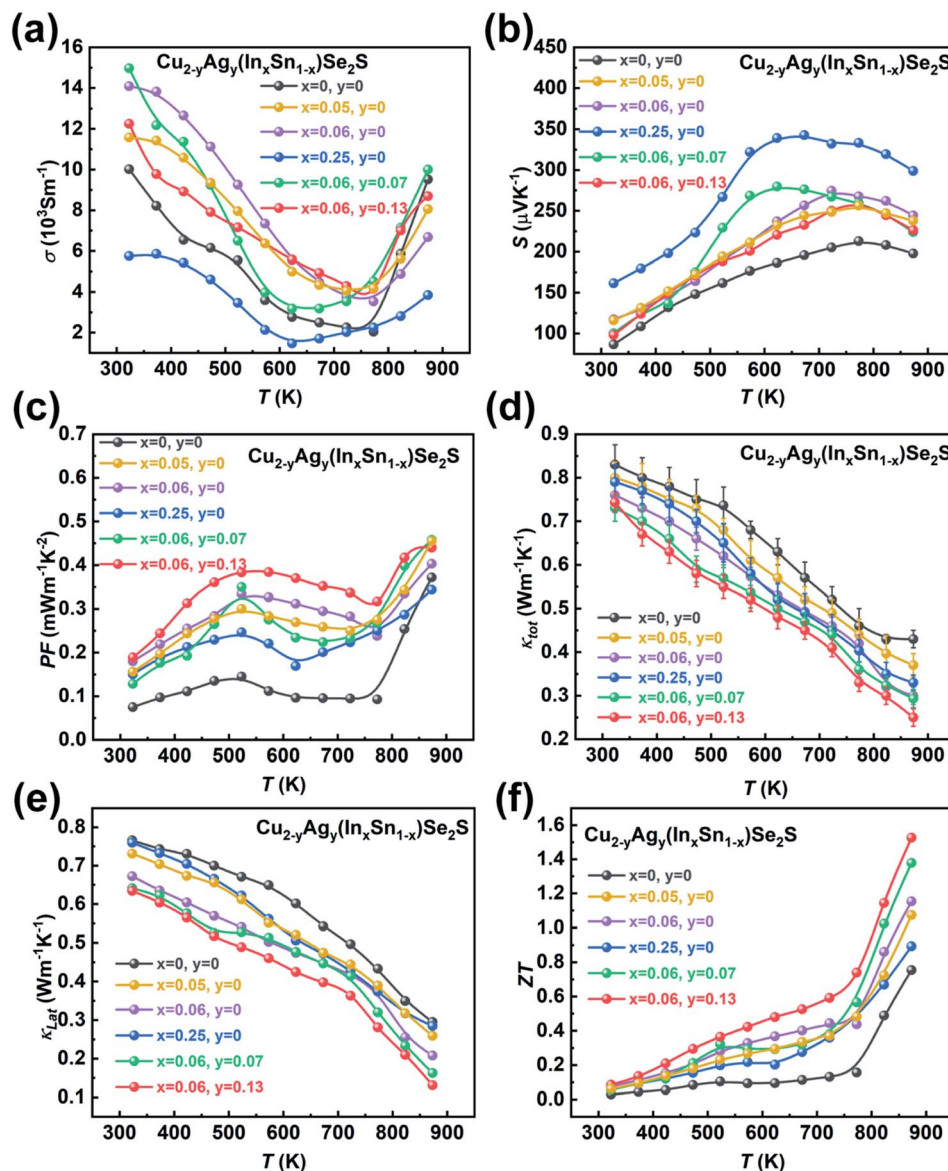 (a)
Cu2-yAgy(InxSn1-x)Se2S
x=0, y=0
x=0.05, y=0
x=0.06, y=0
x=0.25, y=0
x=0.06, y=0.07
x=0.06, y=0.13
16
14
12
10
8
6
4
2
σ (10³Sm⁻¹)
300 400 500 600 700 800 900
T (K)
(b)
Cu2-yAgy(InxSn1-x)Se2S
x=0, y=0
x=0.05, y=0
x=0.06, y=0
x=0.25, y=0
x=0.06, y=0.07
x=0.06, y=0.13
450
400
350
300
250
200
150
100
S (μVK⁻¹)
300 400 500 600 700 800 900
T (K)
(c)
x=0, y=0
Cu2-yAgy(InxSn1-x)Se2S
x=0.05, y=0
x=0.06, y=0
x=0.25, y=0
x=0.06, y=0.07
x=0.06, y=0.13
0.7
0.6
0.5
0.4
0.3
0.2
0.1
0.0
PF (mWm⁻¹K⁻²)
300 400 500 600 700 800 900
T (K)
(d)
Cu2-yAgy(InxSn1-x)Se2S
0.9
0.8
0.7
0.6
0.5
0.4
0.3
0.2
κtot (Wm⁻¹K⁻¹)
x=0, y=0
x=0.05, y=0
x=0.06, y=0
x=0.25, y=0
x=0.06, y=0.07
x=0.06, y=0.13
300 400 500 600 700 800 900
T (K)
(e)
Cu2-yAgy(InxSn1-x)Se2S
0.8
0.7
0.6
0.5
0.4
0.3
0.2
0.1
κLat (Wm⁻¹K⁻¹)
x=0, y=0
x=0.05, y=0
x=0.06, y=0
x=0.25, y=0
x=0.06, y=0.07
x=0.06, y=0.13
300 400 500 600 700 800 900
T (K)
(f)
Cu2-yAgy(InxSn1-x)Se2S
x=0, y=0
x=0.05, y=0
x=0.06, y=0
x=0.25, y=0
x=0.06, y=0.07
x=0.06, y=0.13
1.6
1.4
1.2
1.0
0.8
0.6
0.4
0.2
0.0
ZT
300 400 500 600 700 800 900
T (K)